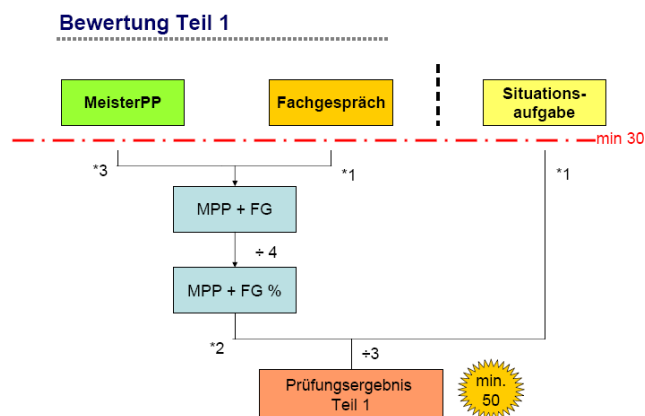 Bewertung Teil 1
MeisterPP
Fachgespräch
Situations-
aufgabe
min 30
*3
*1
*1
MPP + FG
÷ 4
MPP + FG %
*2
÷3
Prüfungsergebnis
Teil 1
min.
50